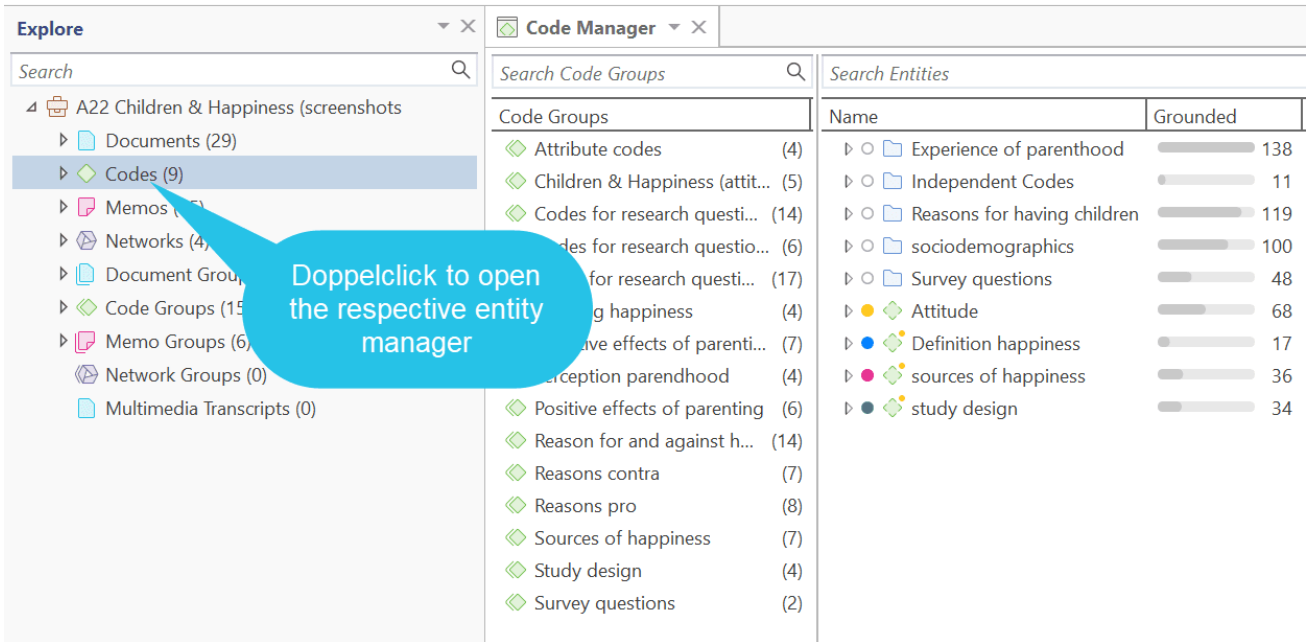 Explore
Search
A22 Children & Happiness (screenshots
Documents (29)
Codes (9)
Memos
Networks (4)
Document
Code Groups
Memo Groups (6)
Network Groups (0)
Multimedia Transcripts (0)
Doppelclick to open
the respective entity
manager
Code Manager
Search Code Groups
Code Groups
Attribute codes (4)
Children & Happiness (attit... (5)
Codes for research questi... (14)
for research questio... (6)
for research questi... (17)
happiness (4)
effects of parenti... (7)
parendhood (4)
Positive effects of parenting (6)
Reason for and against h... (14)
Reasons contra (7)
Reasons pro (8)
Sources of happiness (7)
Study design (4)
Survey questions (2)
Search Entities
Name Grounded
Experience of parenthood 138
Independent Codes 11
Reasons for having children 119
sociodemographics 100
Survey questions 48
Attitude 68
Definition happiness 17
sources of happiness 36
study design 34